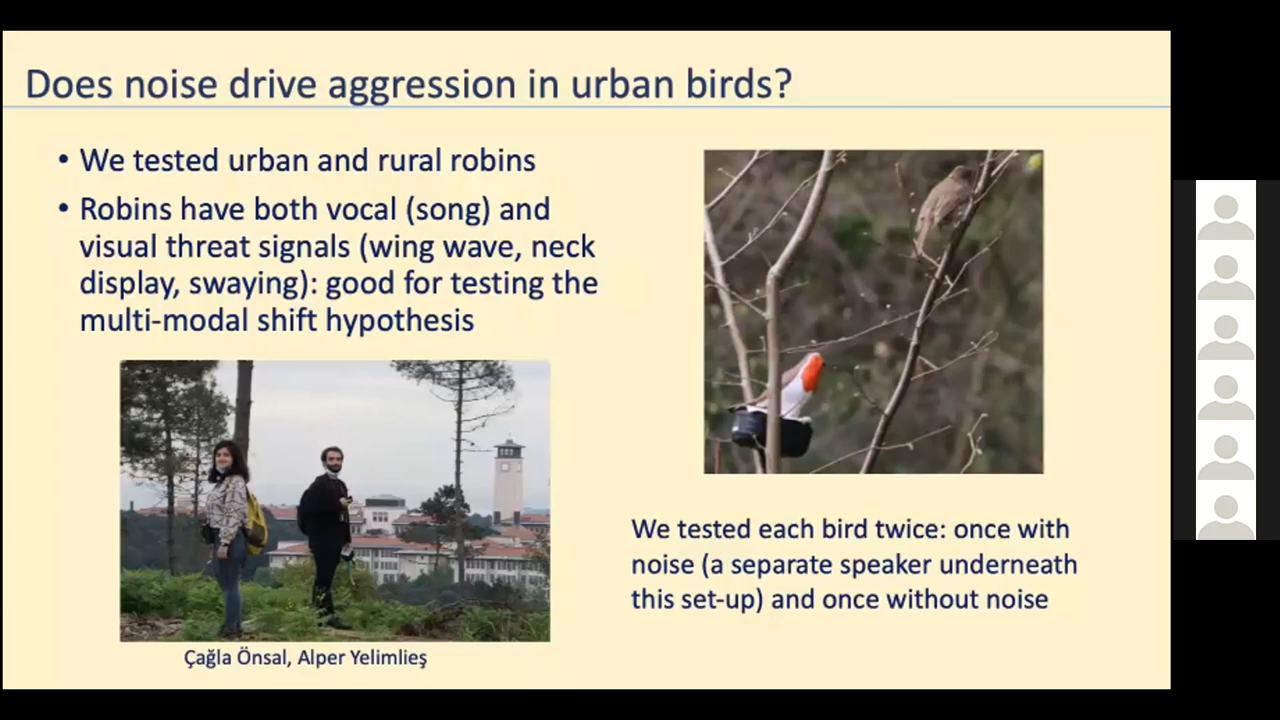 Does noise drive aggression in urban birds?
• We tested urban and rural robins
• Robins have both vocal (song) and
visual threat signals (wing wave, neck
display, swaying): good for testing the
multi-modal shift hypothesis
Çağla Önsal, Alper Yelimlieş
We tested each bird twice: once with
noise (a separate speaker underneath
this set-up) and once without noise